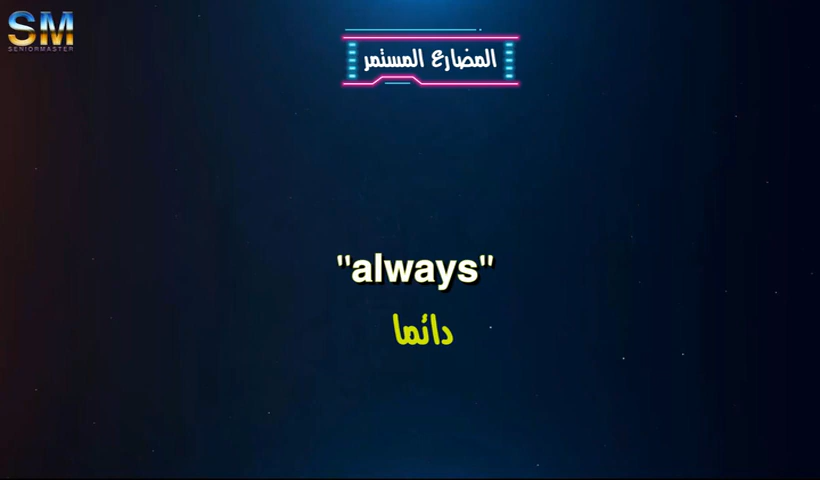 SM
SENIORMASTER
المضارع المستمر
"always"
دائما